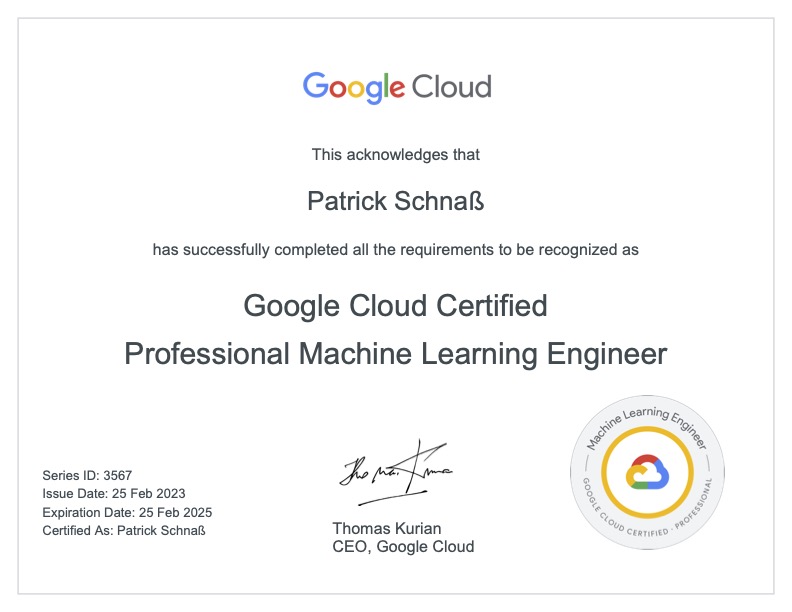 Google Cloud
This acknowledges that
Patrick Schnaß
has successfully completed all the requirements to be recognized as
Google Cloud Certified
Professional Machine Learning Engineer
Series ID: 3567
Issue Date: 25 Feb 2023
Expiration Date: 25 Feb 2025
Certified As: Patrick Schnaß
Thomas Kurian
Thomas Kurian
CEO, Google Cloud
Machine Learning Engineer
GOOGLE CLOUD CERTIFIED · PROFESSIONAL